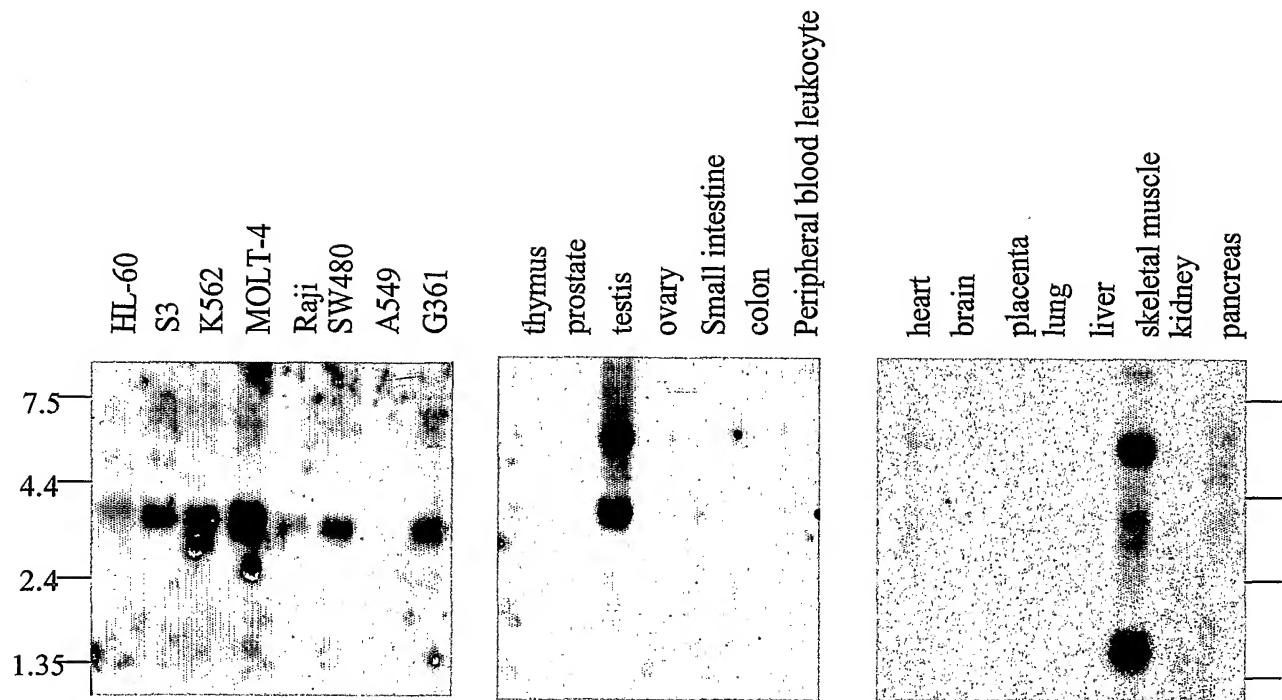 HL-60
S3
K562
MOLT-4
Raji
SW480
A549
G361
thymus
prostate
testis
ovary
Small intestine
colon
Peripheral blood leukocyte
heart
brain
placenta
lung
liver
skeletal muscle
kidney
pancreas
7.5
4.4
2.4
1.35